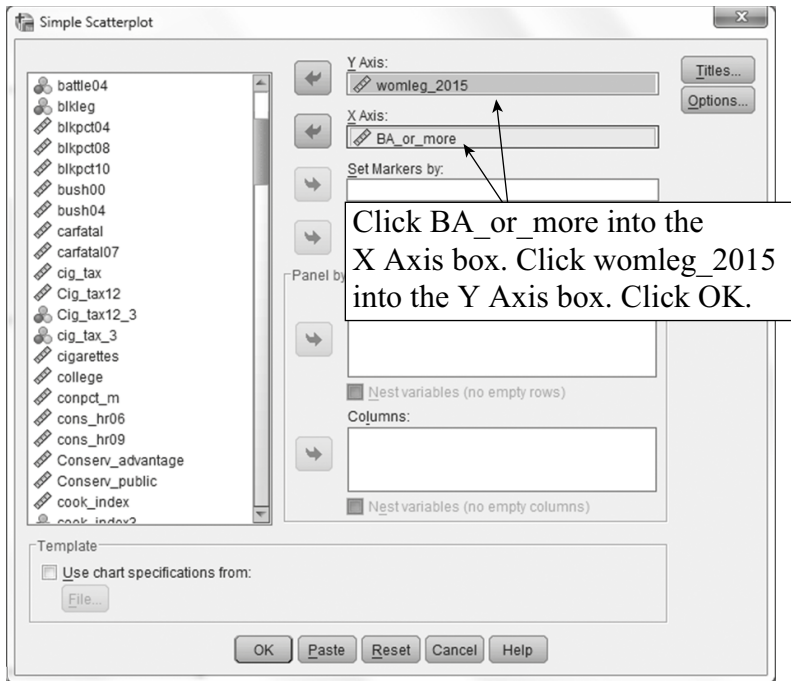 Simple Scatterplot
battle04
blkleg
blkpct04
blkpct08
blkpct10
bush00
bush04
carfatal
carfatal07
cig_tax
Cig_tax12
Cig_tax12_3
cig_tax_3
cigarettes
college
conpct_m
cons_hr06
cons_hr09
Conserv_advantage
Conserv_public
cook_index
cook_index3
Y Axis:
womleg_2015
X Axis:
BA_or_more
Set Markers by:
Titles...
Options...
Click BA_or_more into the
X Axis box. Click womleg_2015
into the Y Axis box. Click OK.
Panel by
Nest variables (no empty rows)
Columns:
Nest variables (no empty columns)
Template
Use chart specifications from:
File...
OK Paste Reset Cancel Help